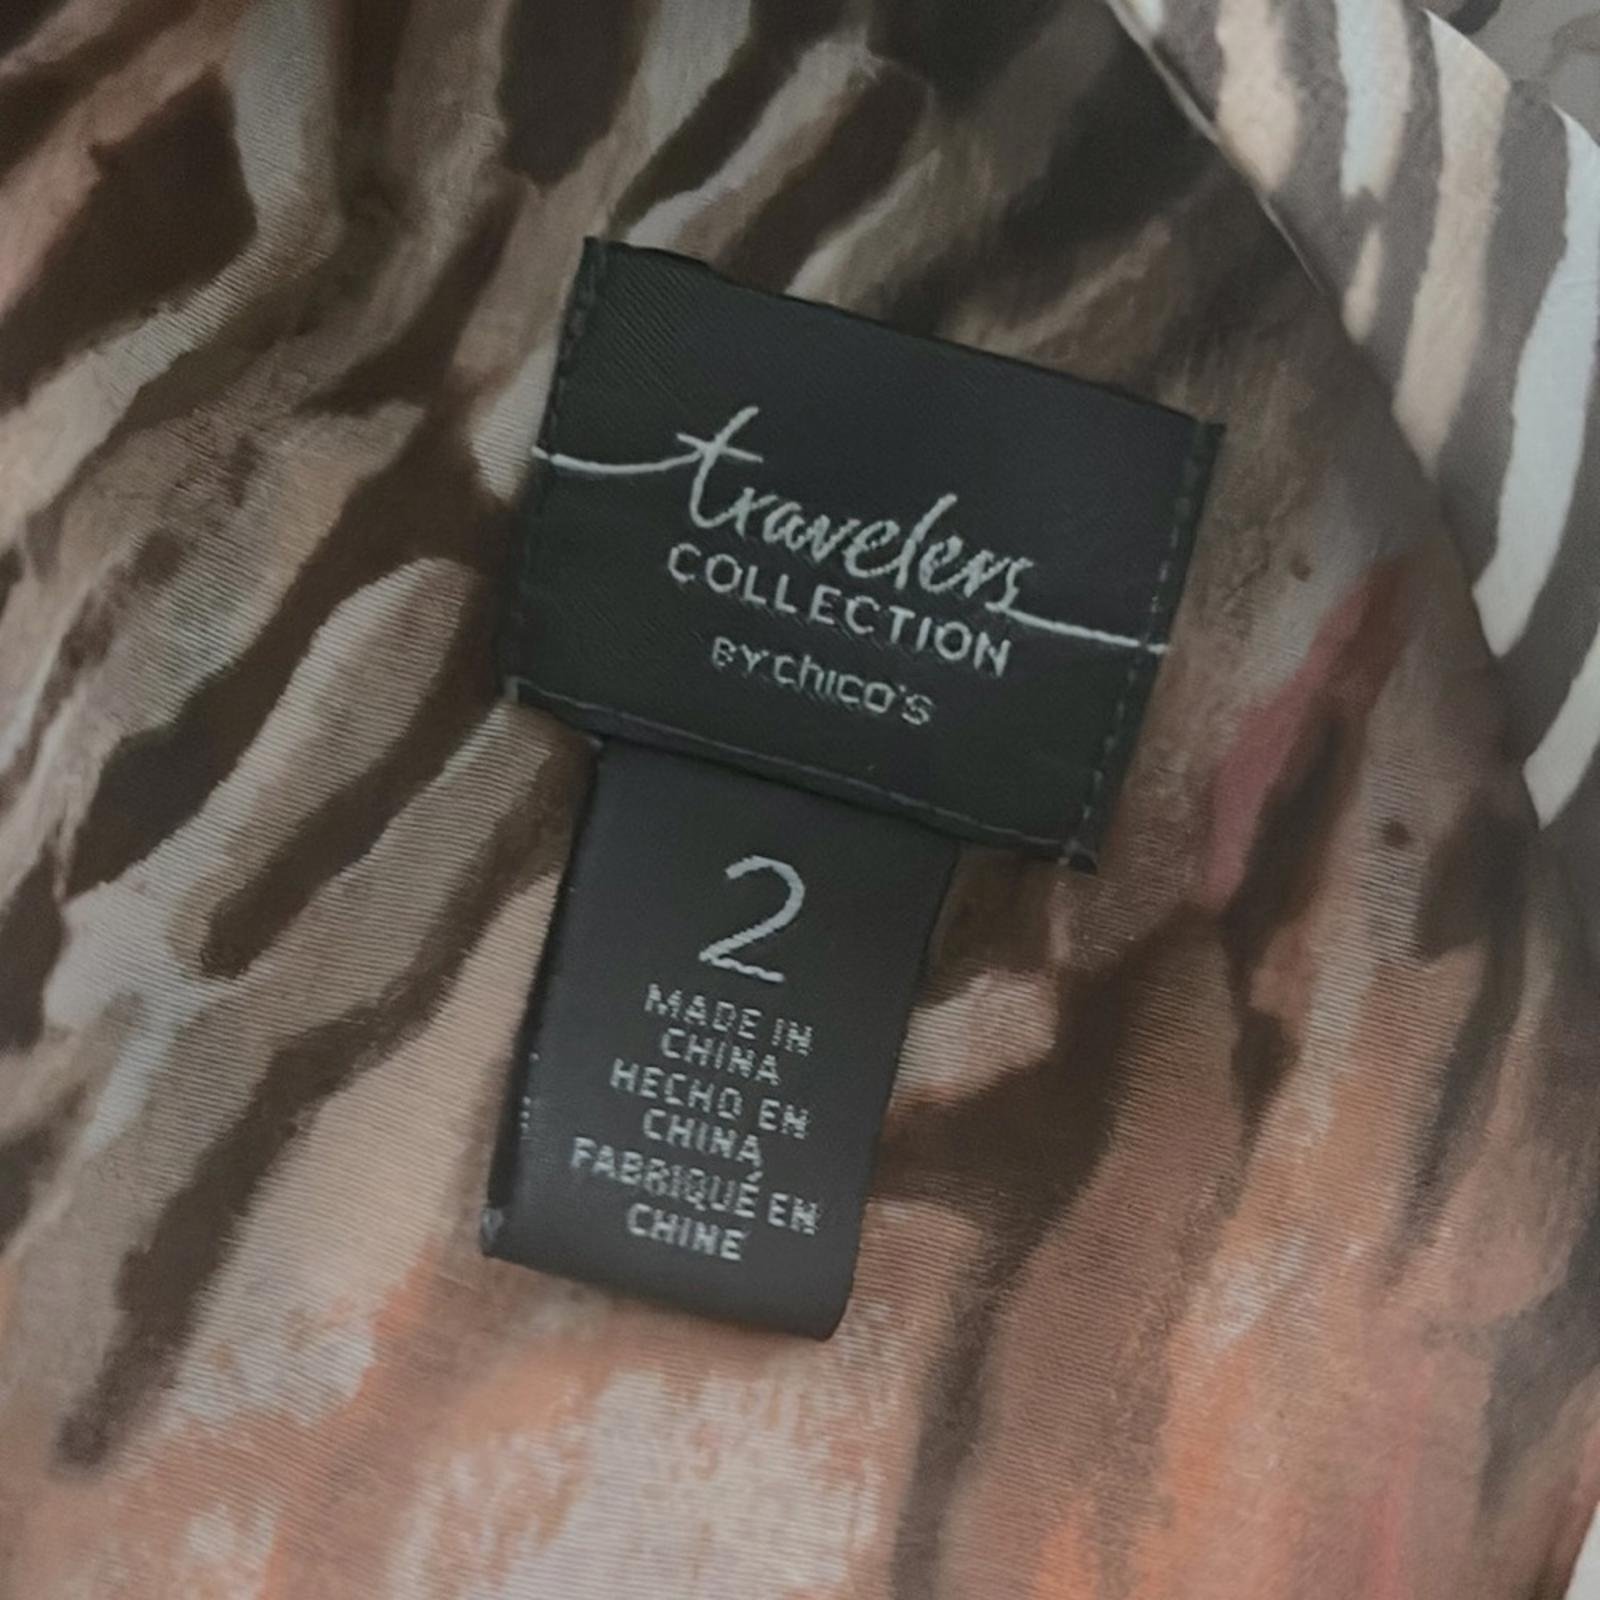 travelers
COLLECTION
BY chico's
2
MADE IN
CHINA
HECHO EN
CHINA
FABRIQUÉ EN
CHINE